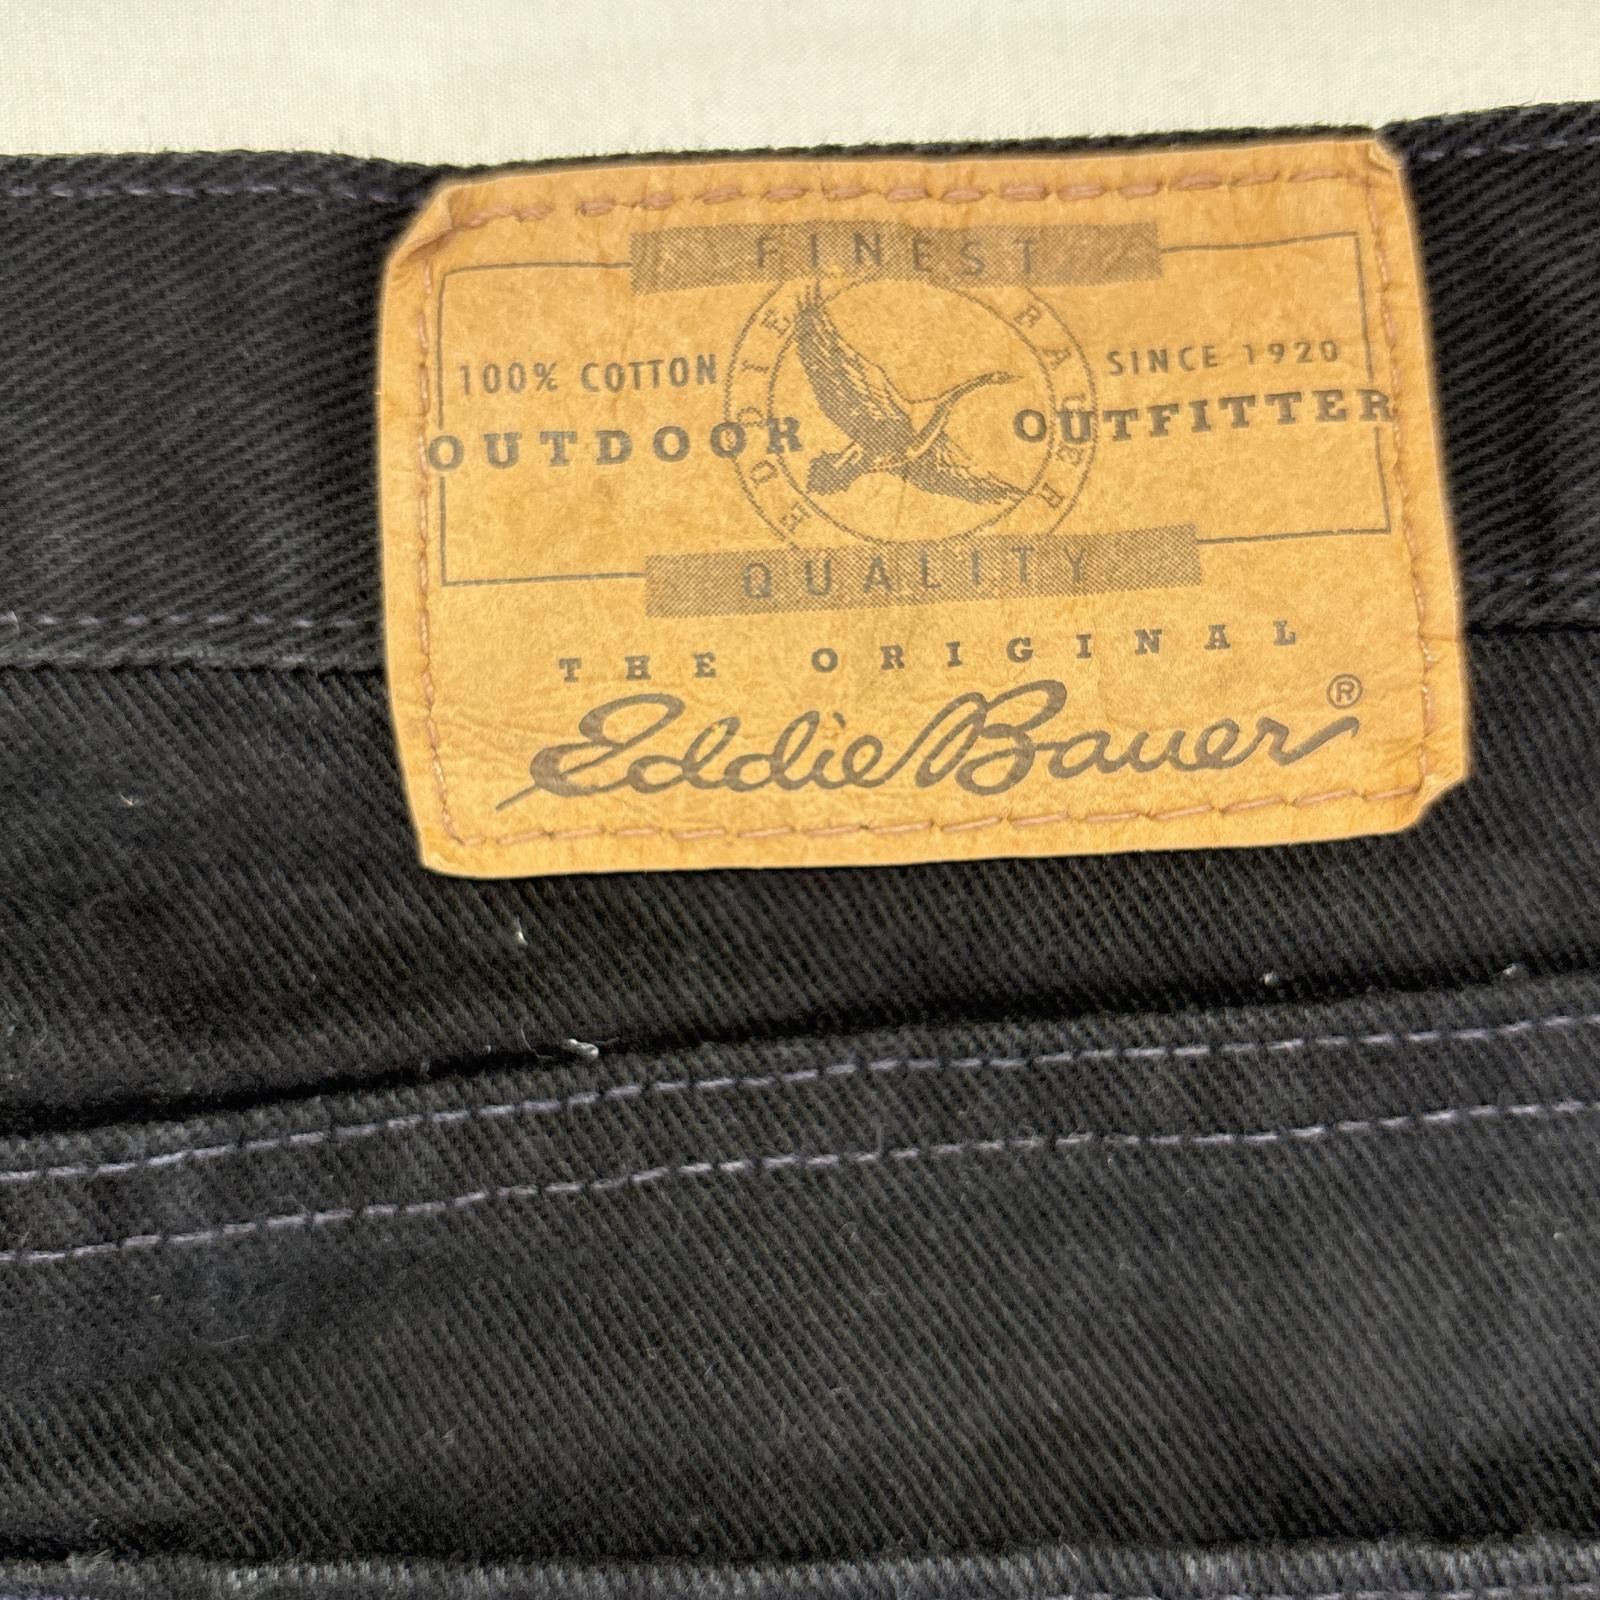 FINEST
EDDIE BAUER
100% COTTON
SINCE 1920
OUTDOOR OUTFITTER
QUALITY
THE ORIGINAL
Eddie Bauer®